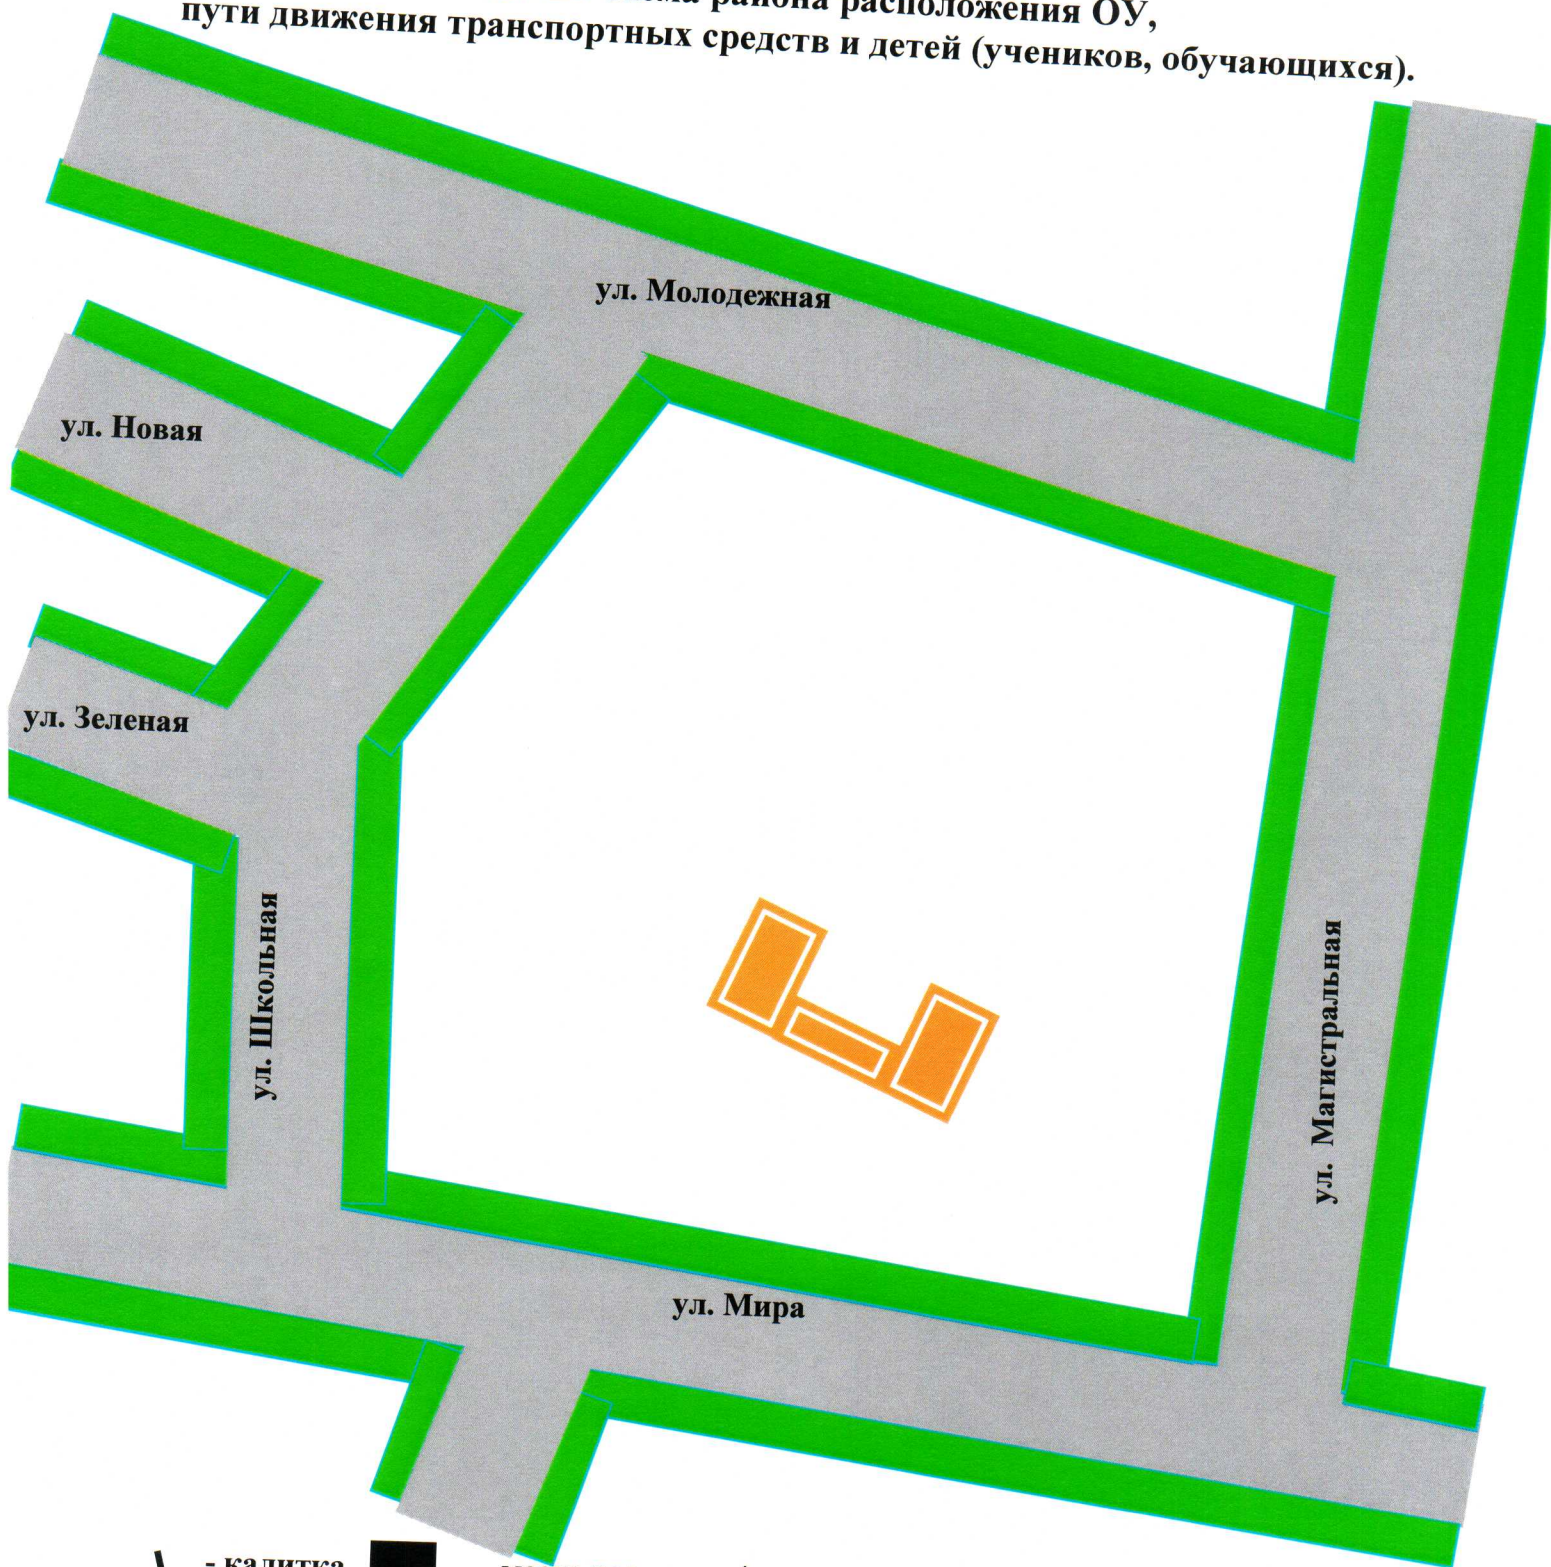 района расположения ОУ,
пути движения транспортных средств и детей (учеников, обучающихся).
ул. Молодежная
ул. Новая
ул. Зеленая
ул. Школьная
ул. Магистральная
ул. Мира
- калитка